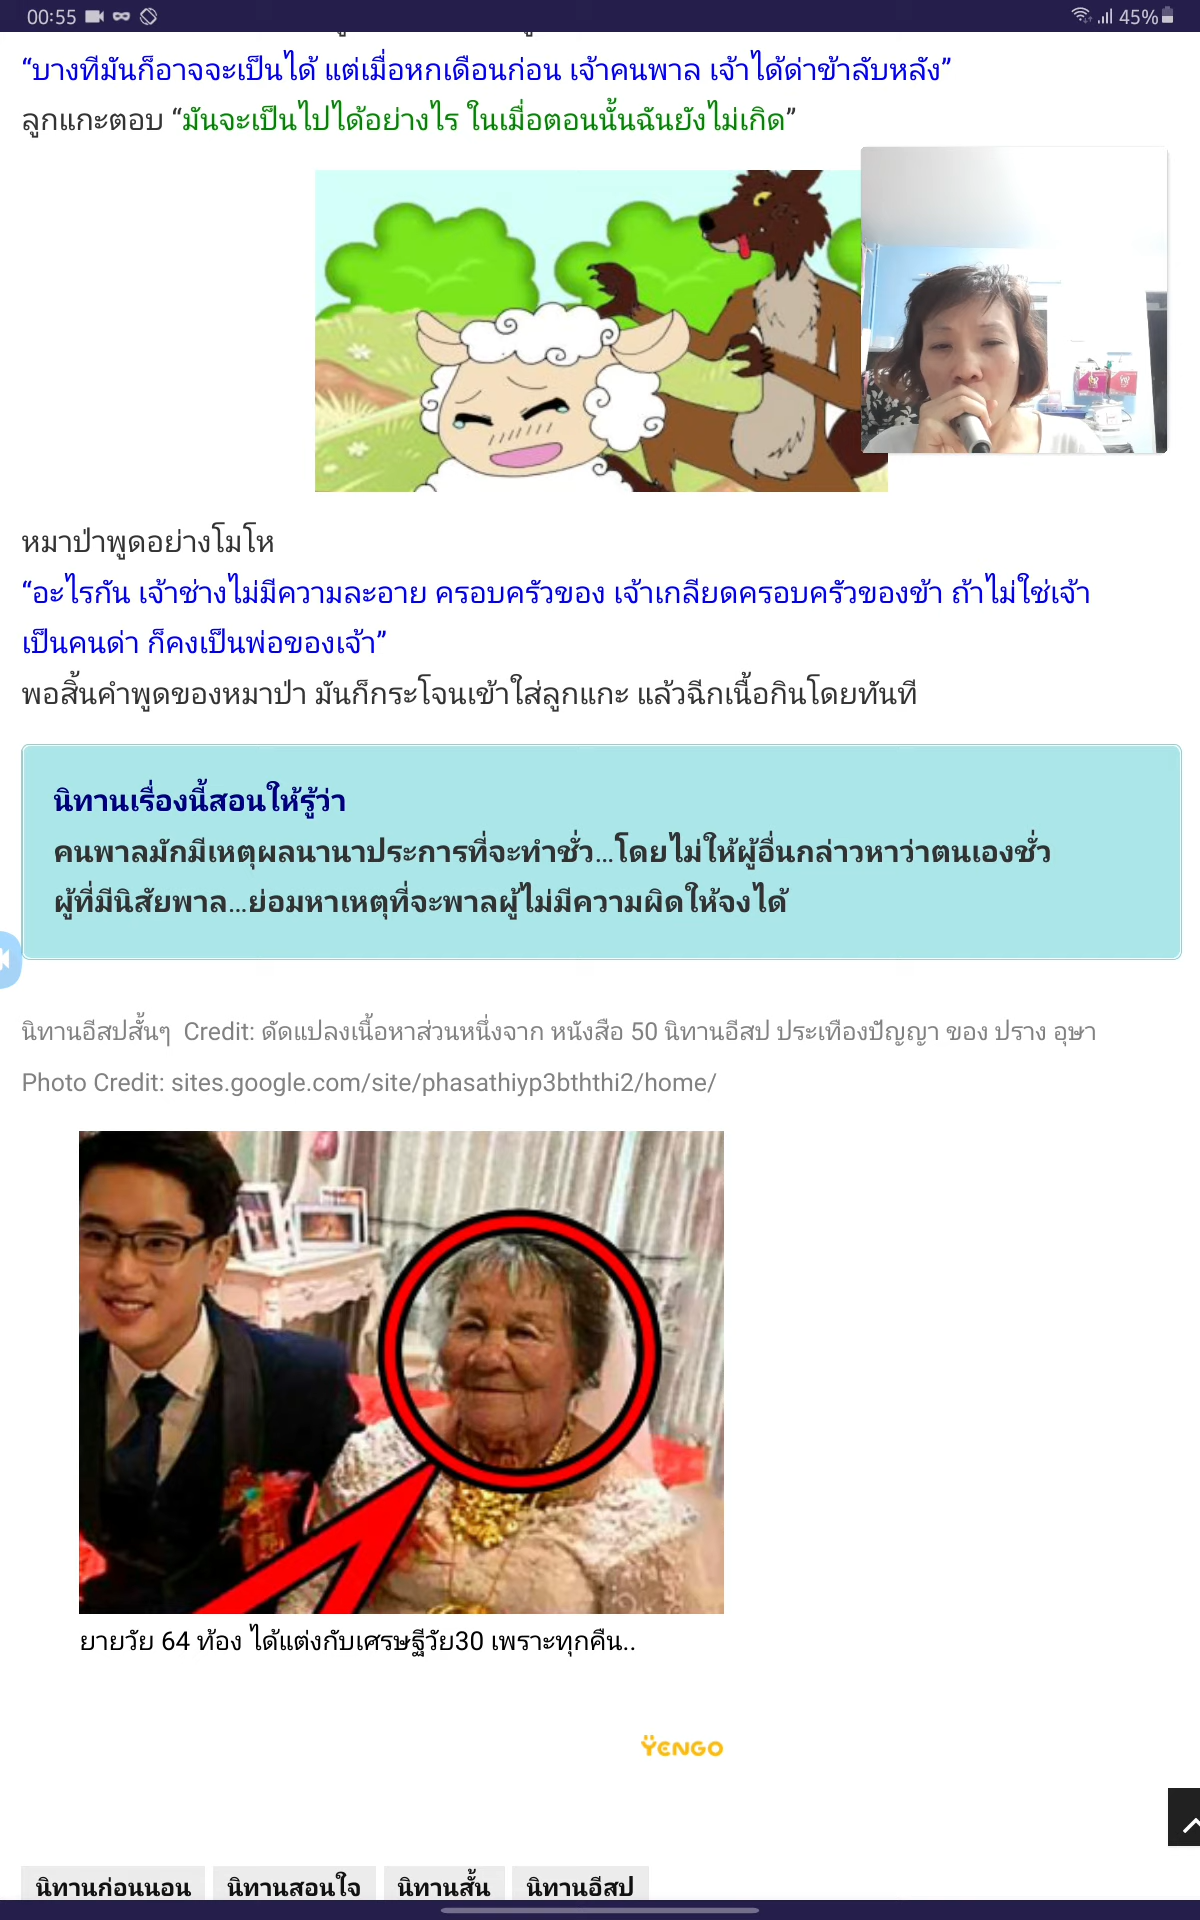 00:55
45%
“บางทีมันก็อาจจะเป็นได้ แต่เมื่อหกเดือนก่อน เจ้าคนพาล เจ้าได้ด่าข้าลับหลัง”
ลูกแกะตอบ “มันจะเป็นไปได้อย่างไร ในเมื่อตอนนั้นฉันยังไม่เกิด”
หมาป่าพูดอย่างโมโห
“อะไรกัน เจ้าช่างไม่มีความละอาย ครอบครัวของ เจ้าเกลียดครอบครัวของข้า ถ้าไม่ใช่เจ้า
เป็นคนด่า ก็คงเป็นพ่อของเจ้า”
พอสิ้นคำพูดของหมาป่า มันก็กระโจนเข้าใส่ลูกแกะ แล้วฉีกเนื้อกินโดยทันที
นิทานเรื่องนี้สอนให้รู้ว่า
คนพาลมักมีเหตุผลนานาประการที่จะทำชั่ว...โดยไม่ให้ผู้อื่นกล่าวหาว่าตนเองชั่ว
ผู้ที่มีนิสัยพาล...ย่อมหาเหตุที่จะพาลผู้ไม่มีความผิดให้จงได้
นิทานอีสปสั้นๆ  Credit: ดัดแปลงเนื้อหาส่วนหนึ่งจาก หนังสือ 50 นิทานอีสป ประเทืองปัญญา ของ ปราง อุษา
Photo Credit: sites.google.com/site/phasathiyp3bththi2/home/
ยายวัย 64 ท้อง ได้แต่งกับเศรษฐีวัย30 เพราะทุกคืน..
YENGO
นิทานก่อนนอน นิทานสอนใจ นิทานสั้น นิทานอีสป